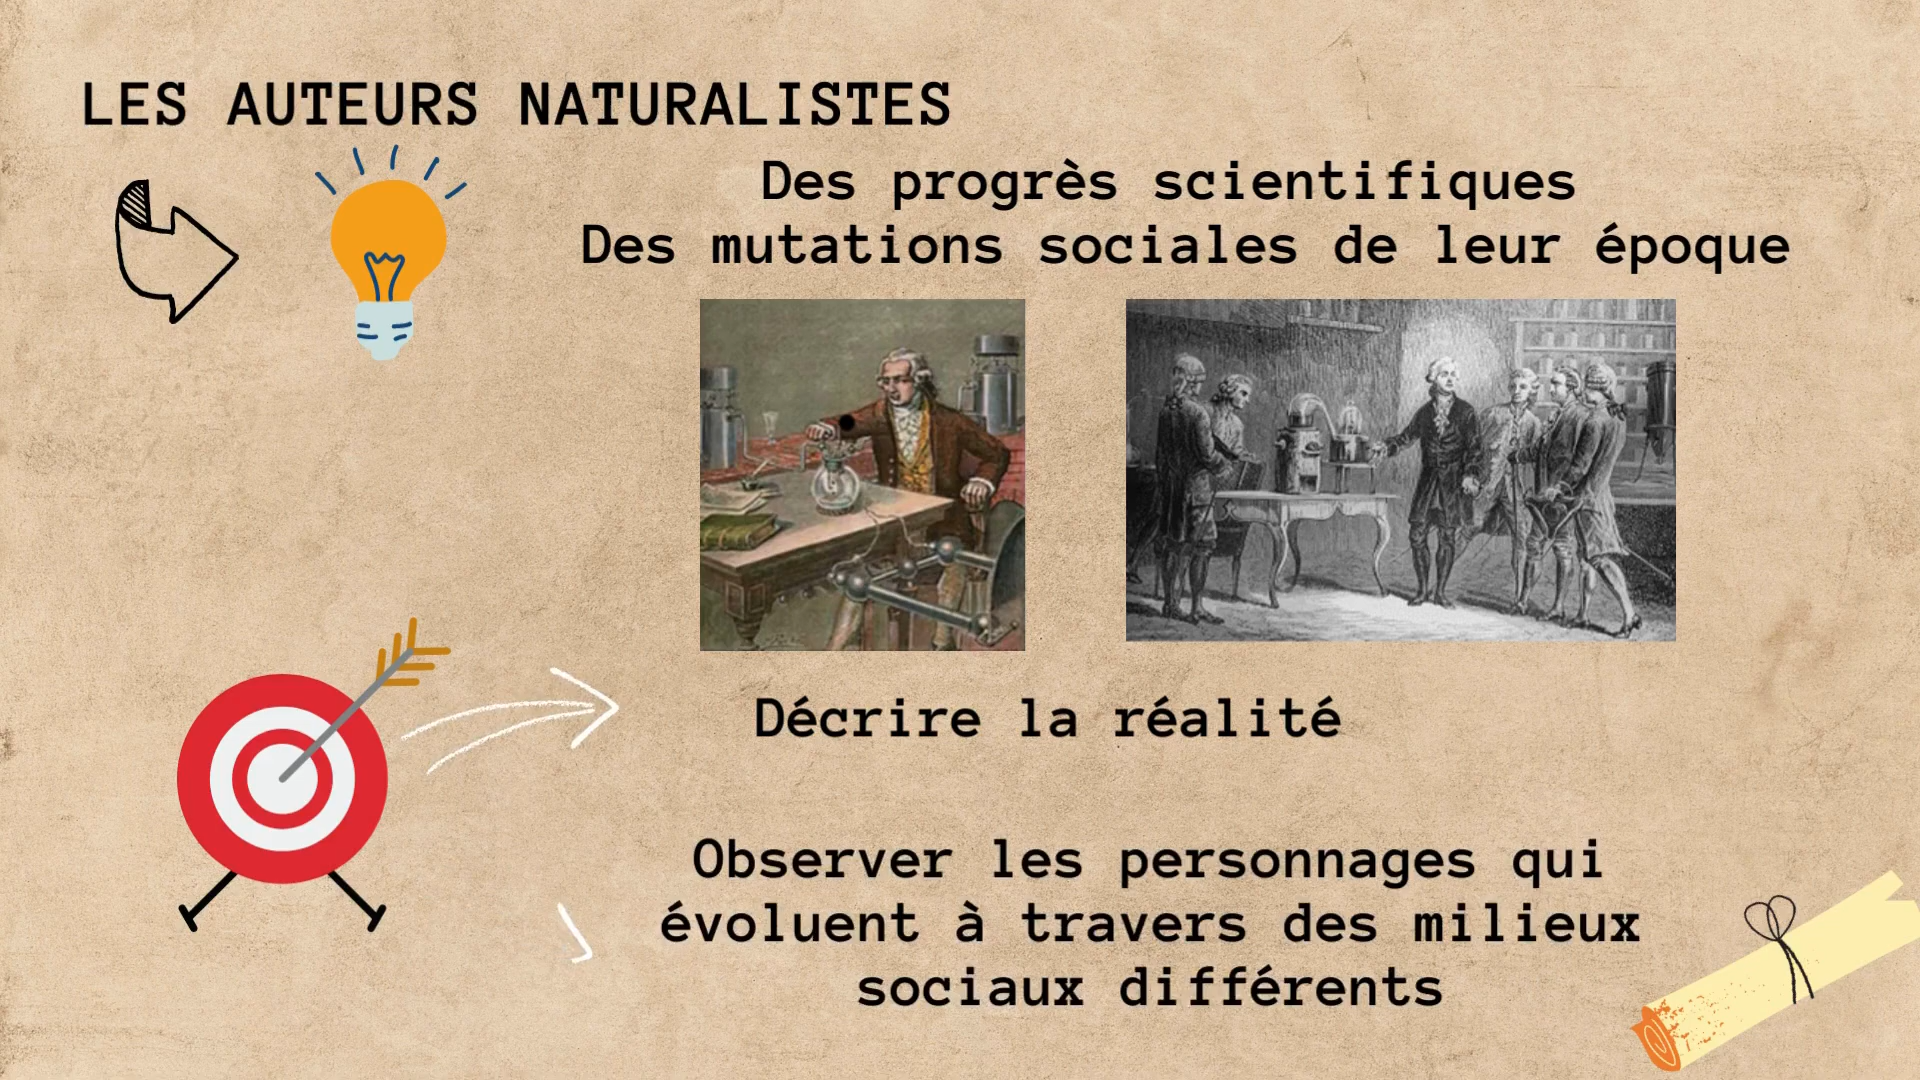 LES AUTEURS NATURALISTES
Des progrès scientifiques
Des mutations sociales de leur époque
Décrire la réalité
Observer les personnages qui
évoluent à travers des milieux
sociaux différents